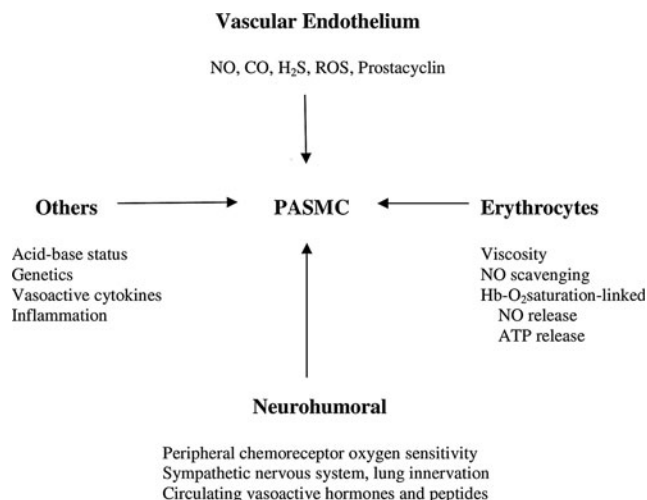 Vascular Endothelium
NO, CO, H₂S, ROS, Prostacyclin
Others
PASMC
Erythrocytes
Acid-base status
Genetics
Vasoactive cytokines
Inflammation
Viscosity
NO scavenging
Hb-O₂saturation-linked
NO release
ATP release
Neurohumoral
Peripheral chemoreceptor oxygen sensitivity
Sympathetic nervous system, lung innervation
Circulating vasoactive hormones and peptides